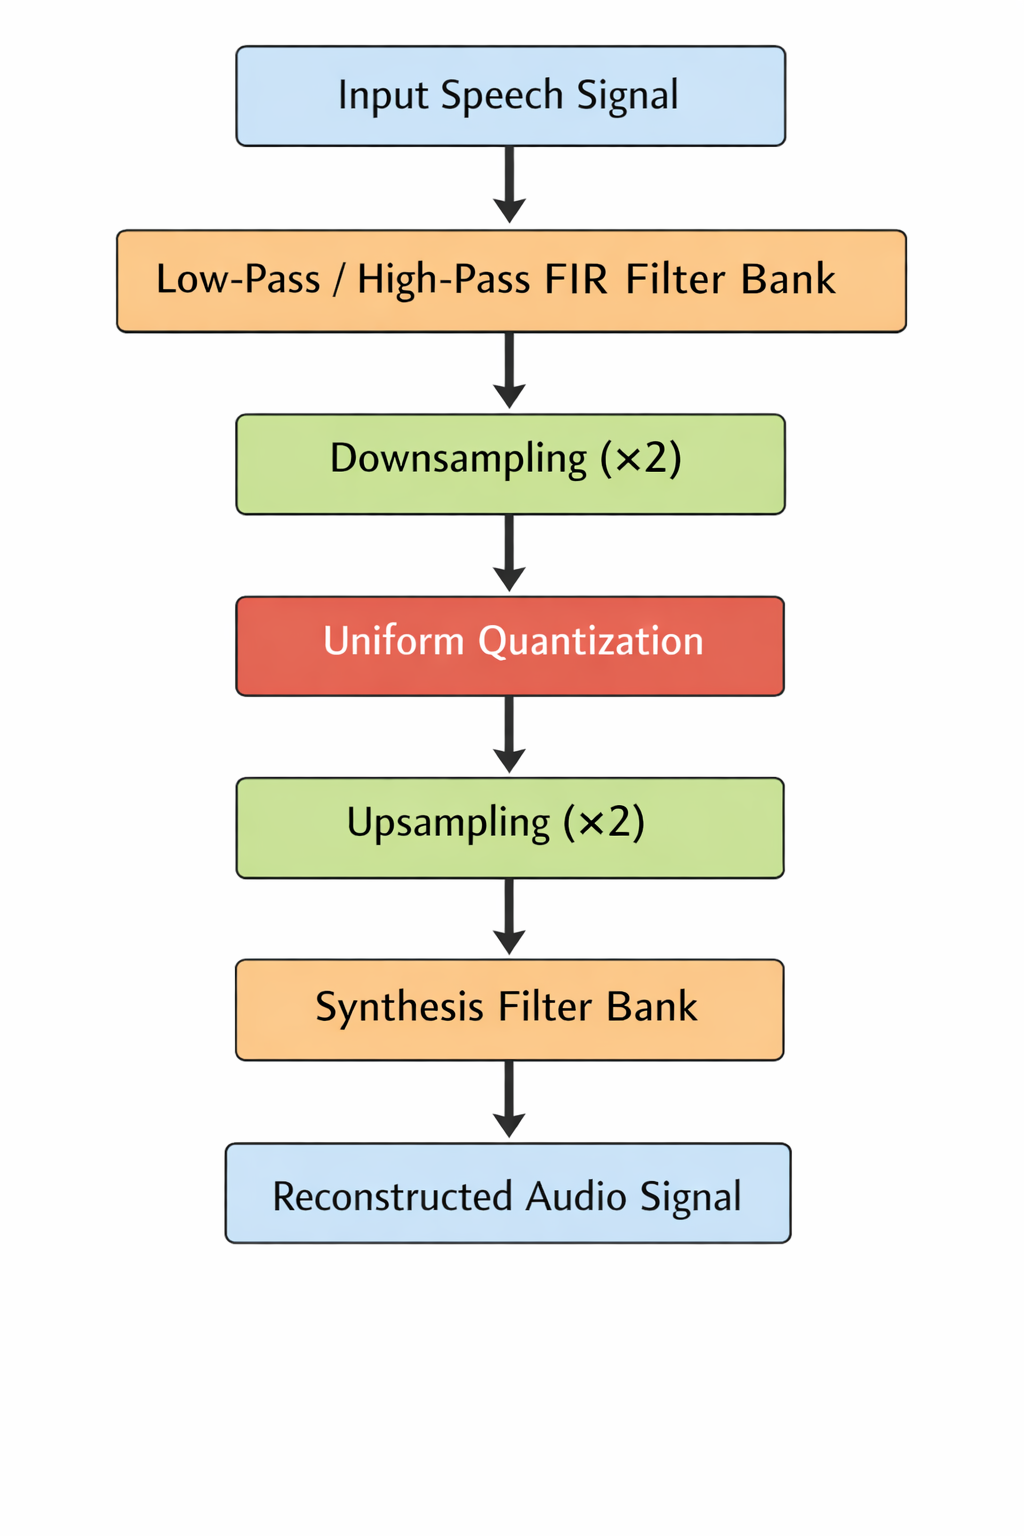 Input Speech Signal
Low-Pass / High-Pass FIR Filter Bank
Downsampling (×2)
Uniform Quantization
Upsampling (×2)
Synthesis Filter Bank
Reconstructed Audio Signal